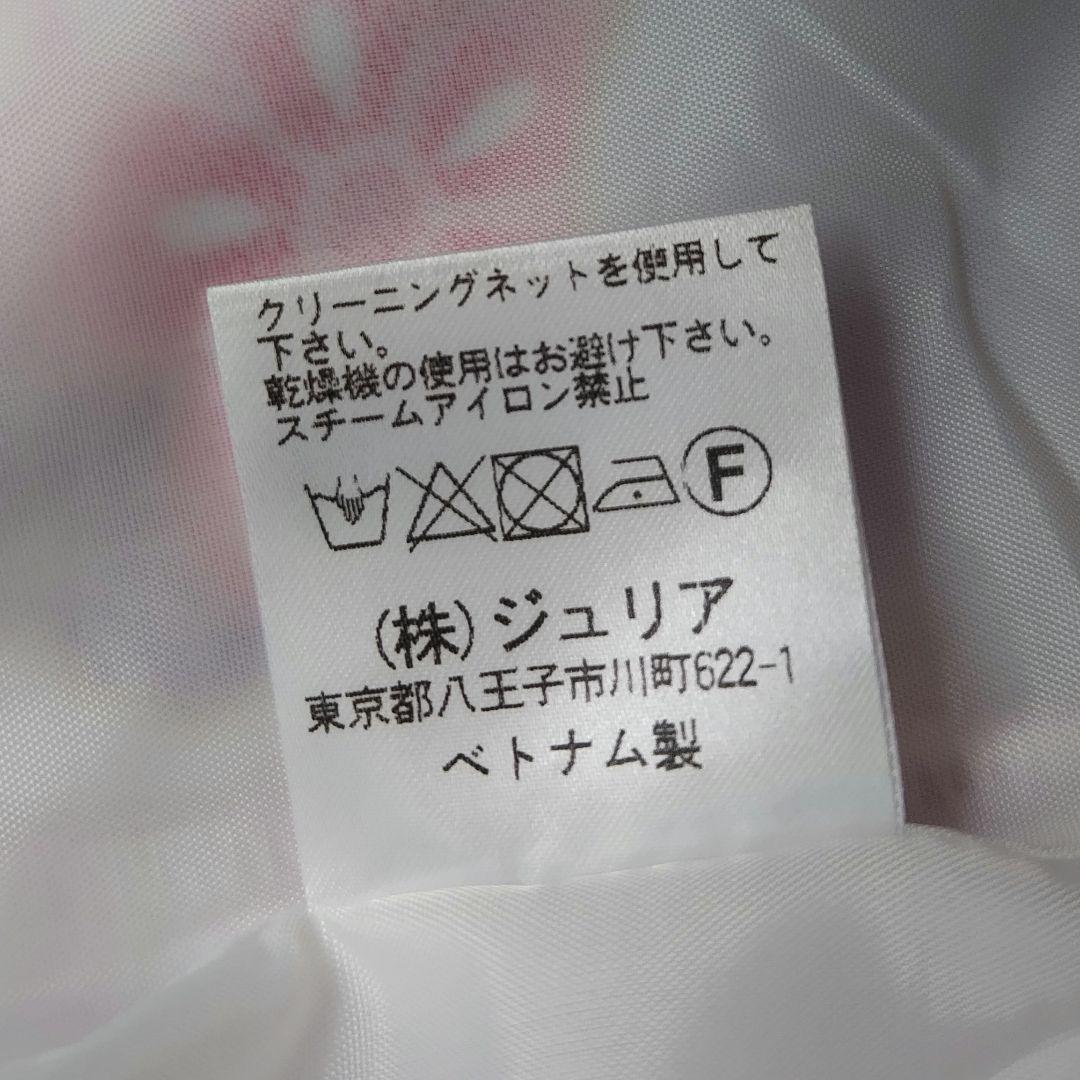 クリーニングネットを使用して
下さい。
乾燥機の使用はお避け下さい。
スチームアイロン禁止
F
(株)ジュリア
東京都八王子市川町622-1
ベトナム製